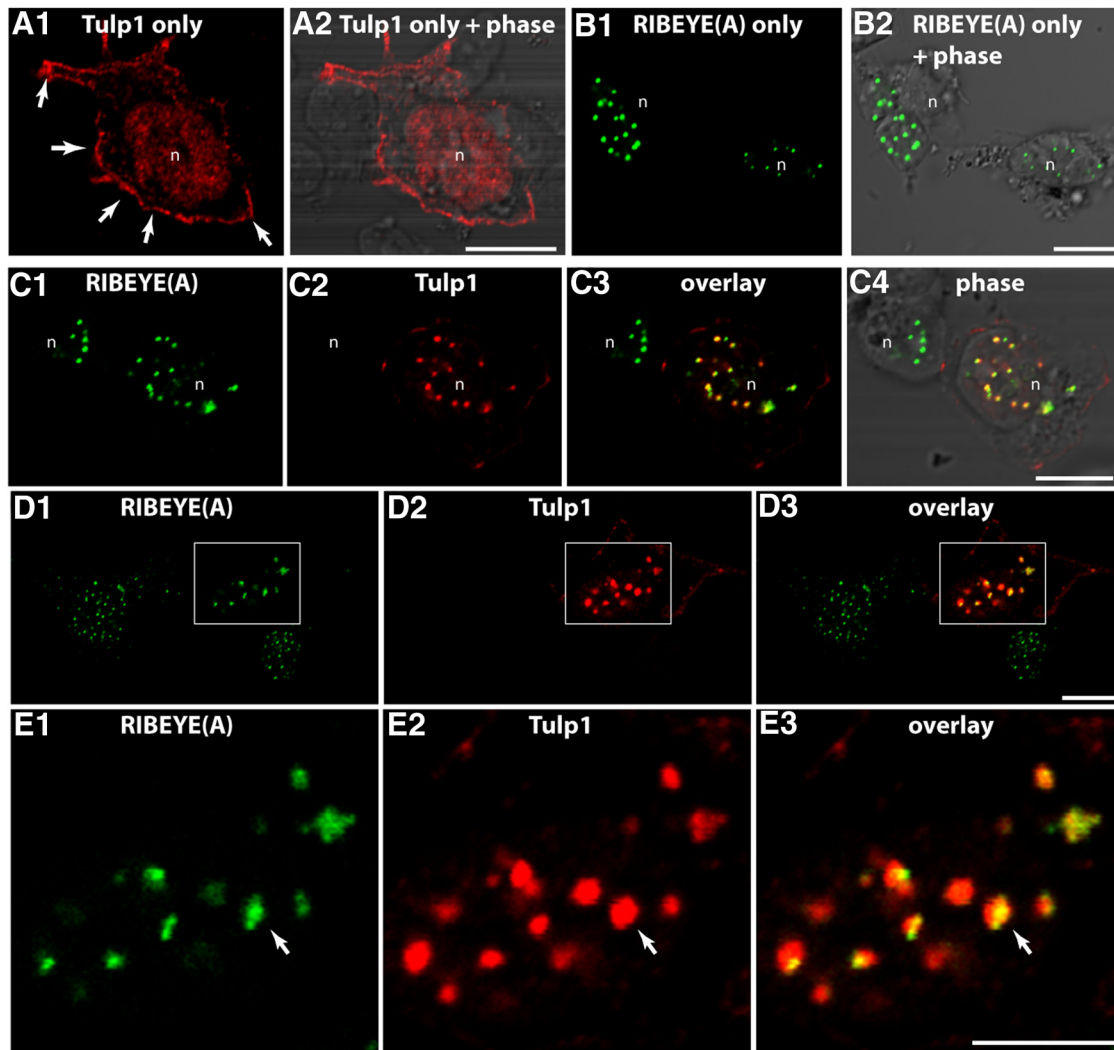 A1 Tulp1 only
n
A2 Tulp1 only + phase
n
B1 RIBEYE(A) only
n
n
B2 RIBEYE(A) only
+ phase
n
n
C1 RIBEYE(A)
n
n
C2 Tulp1
n
n
C3 overlay
n
n
C4 phase
n
n
D1 RIBEYE(A)
D2 Tulp1
D3 overlay
E1 RIBEYE(A)
E2 Tulp1
E3 overlay